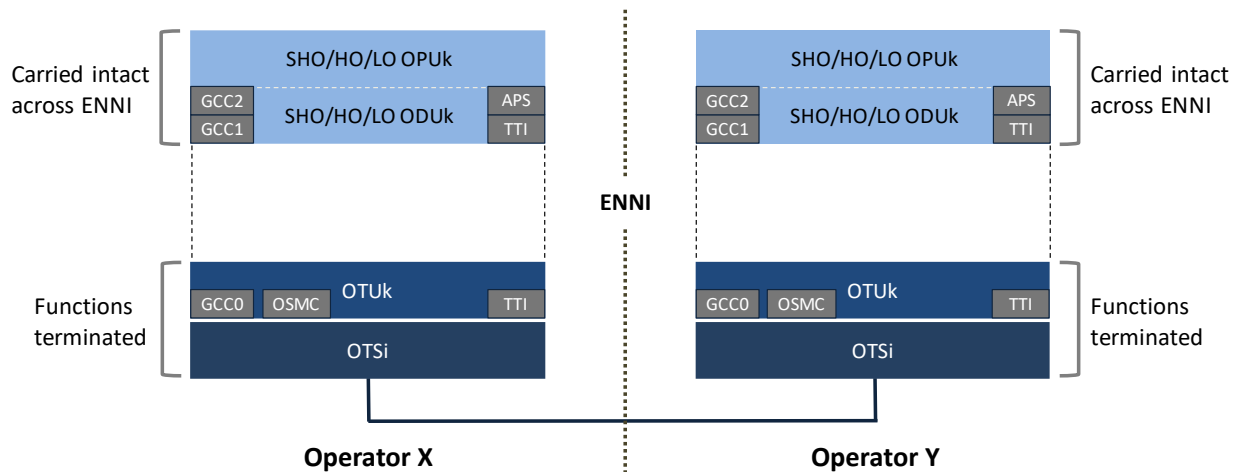 Carried intact
across ENNI
SHO/HO/LO OPUk
GCC2
APS
SHO/HO/LO ODUk
GCC1
TTI
OTUk
GCC0
OSMC
TTI
OTSi
Functions
terminated
Operator X
ENNI
SHO/HO/LO OPUk
GCC2
APS
SHO/HO/LO ODUk
GCC1
TTI
OTUk
GCC0
OSMC
TTI
OTSi
Carried intact
across ENNI
Functions
terminated
Operator Y